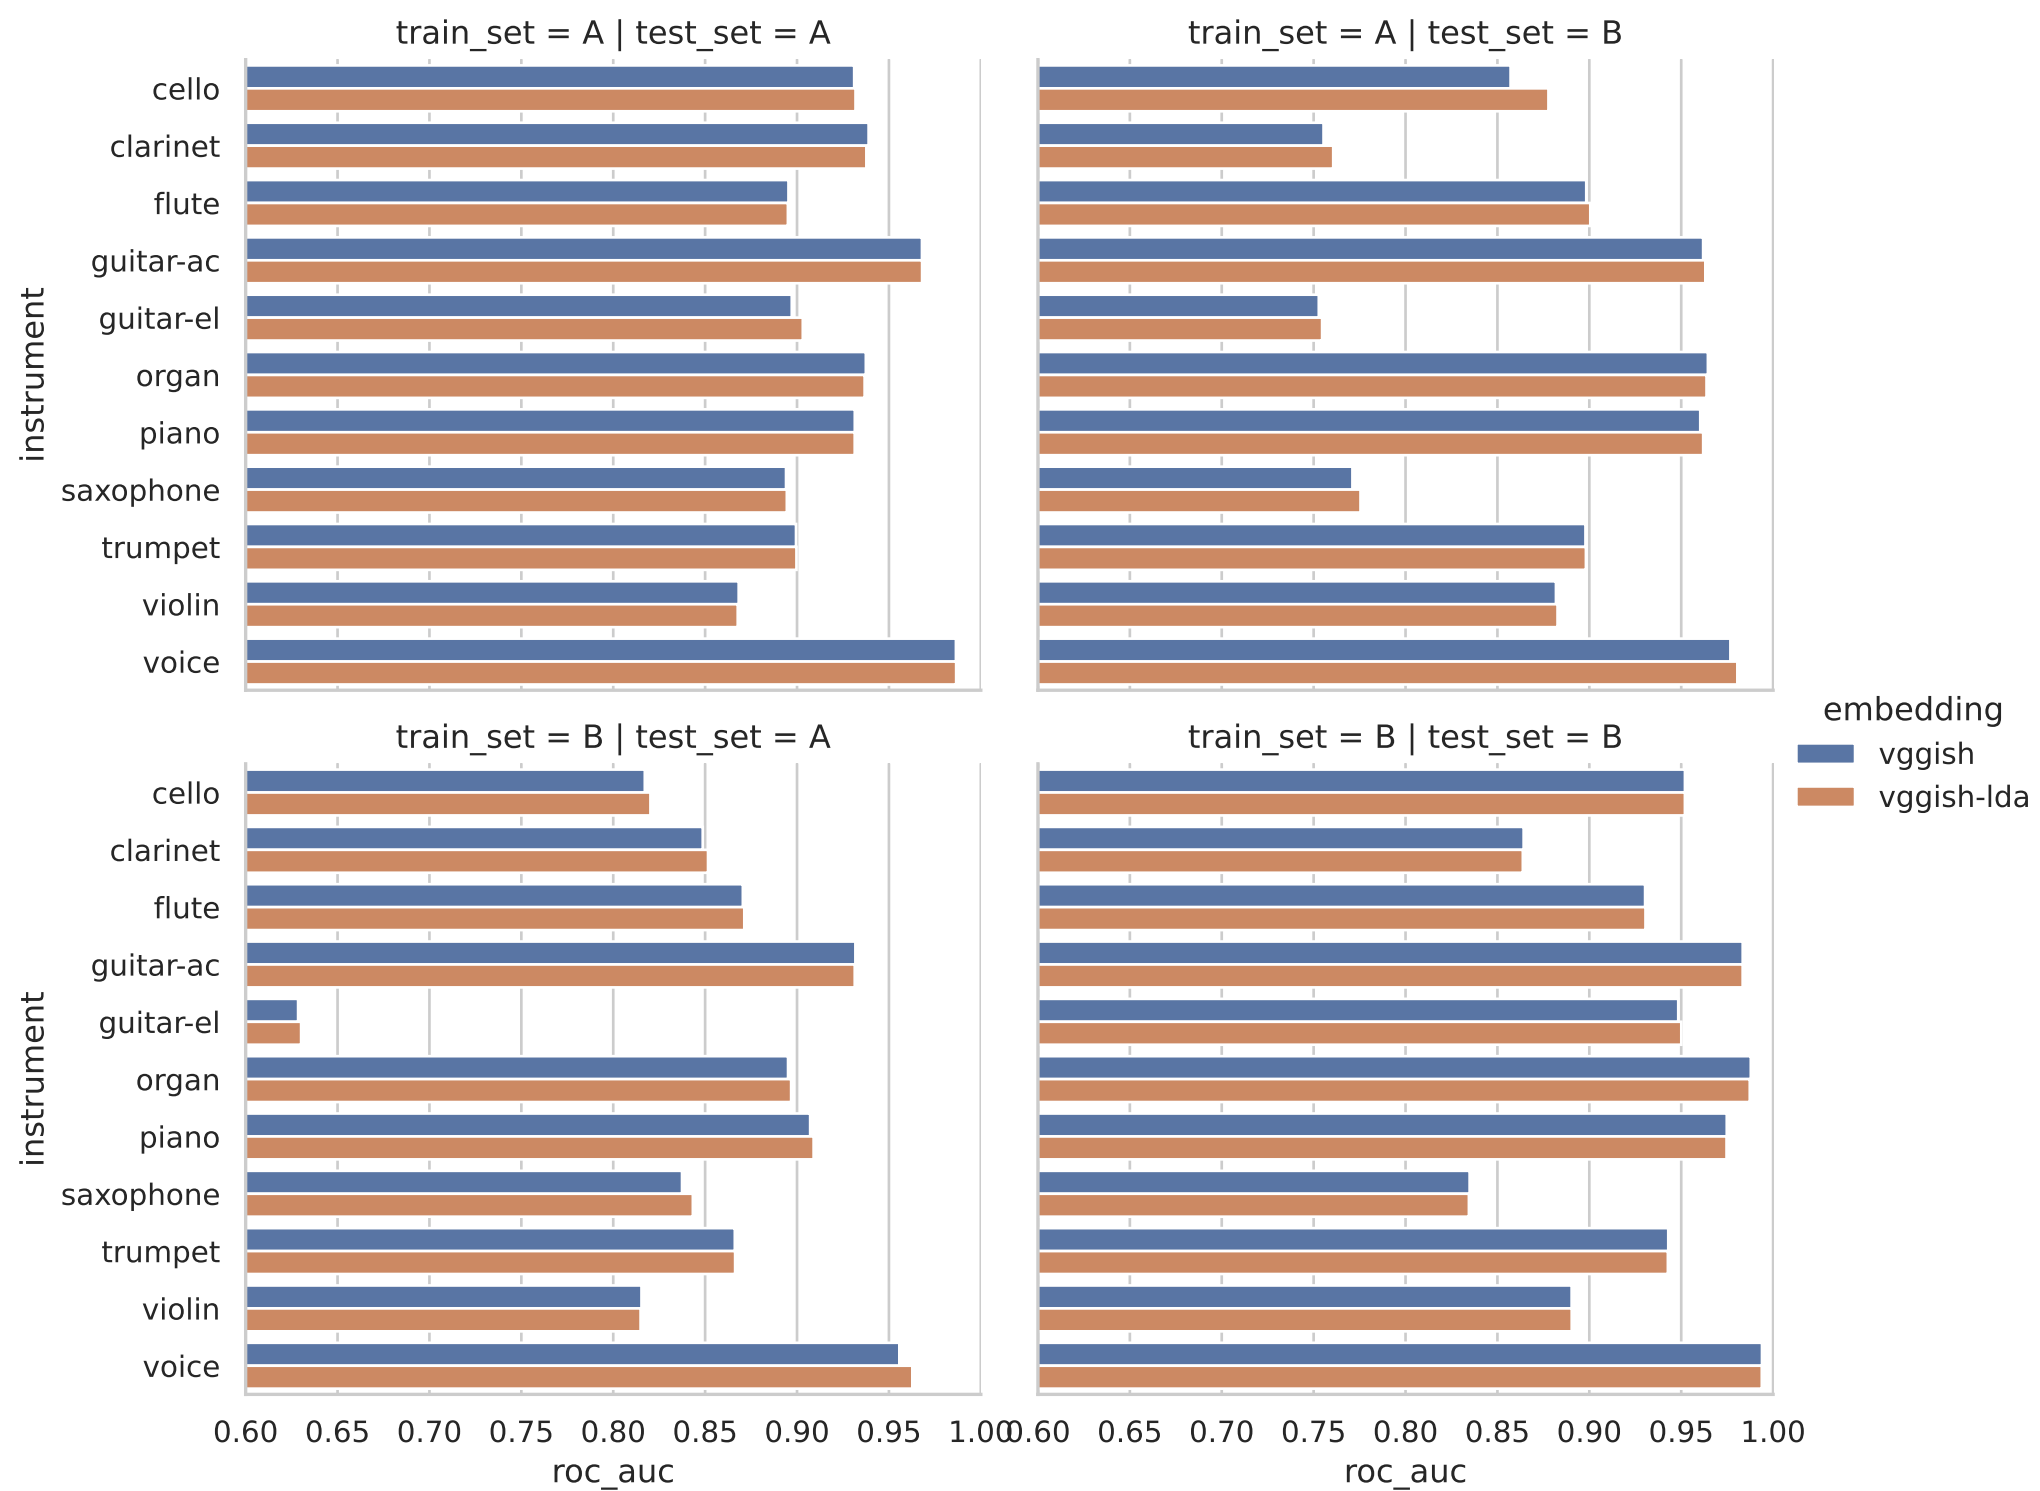 train_set = A | test_set = A
train_set = A | test_set = B
instrument
cello
clarinet
flute
guitar-ac
guitar-el
organ
piano
saxophone
trumpet
violin
voice
train_set = B | test_set = A
train_set = B | test_set = B
instrument
cello
clarinet
flute
guitar-ac
guitar-el
organ
piano
saxophone
trumpet
violin
voice
0.60 0.65 0.70 0.75 0.80 0.85 0.90 0.95 1.00
0.60 0.65 0.70 0.75 0.80 0.85 0.90 0.95 1.00
roc_auc
roc_auc
embedding
vggish
vggish-lda